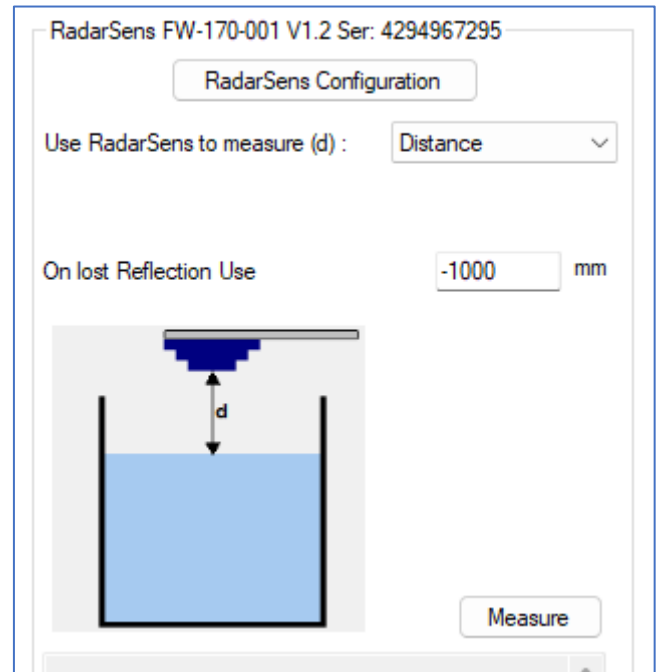 RadarSens FW-170-001 V1.2 Ser: 4294967295
RadarSens Configuration
Use RadarSens to measure (d) : Distance
On lost Reflection Use -1000 mm
d
Measure